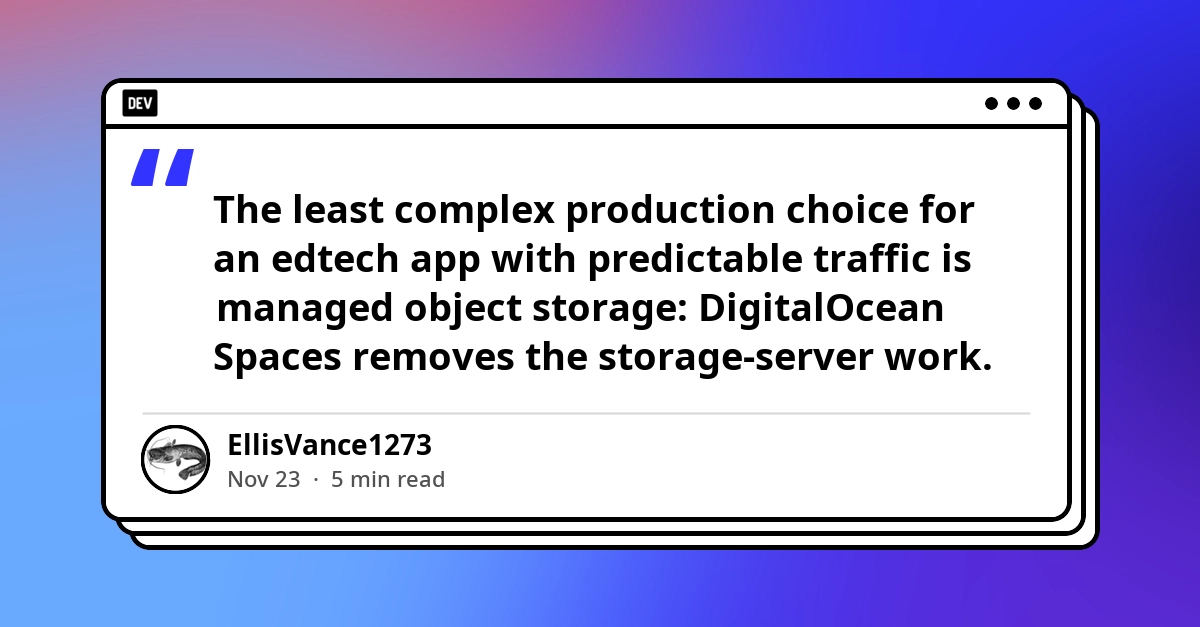 DEV
“
The least complex production choice for
an edtech app with predictable traffic is
managed object storage: DigitalOcean
Spaces removes the storage-server work.
EllisVance1273
Nov 23 · 5 min read